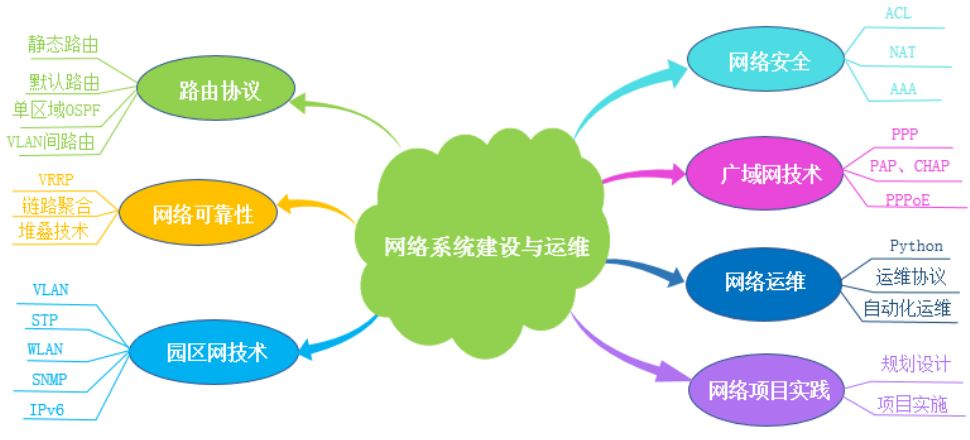 网络系统建设与运维
路由协议
静态路由
默认路由
单区域OSPF
VLAN间路由
网络可靠性
VRRP
链路聚合
堆叠技术
园区网技术
VLAN
STP
WLAN
SNMP
IPv6
网络安全
ACL
NAT
AAA
广域网技术
PPP
PAP、CHAP
PPPoE
网络运维
Python
运维协议
自动化运维
网络项目实践
规划设计
项目实施